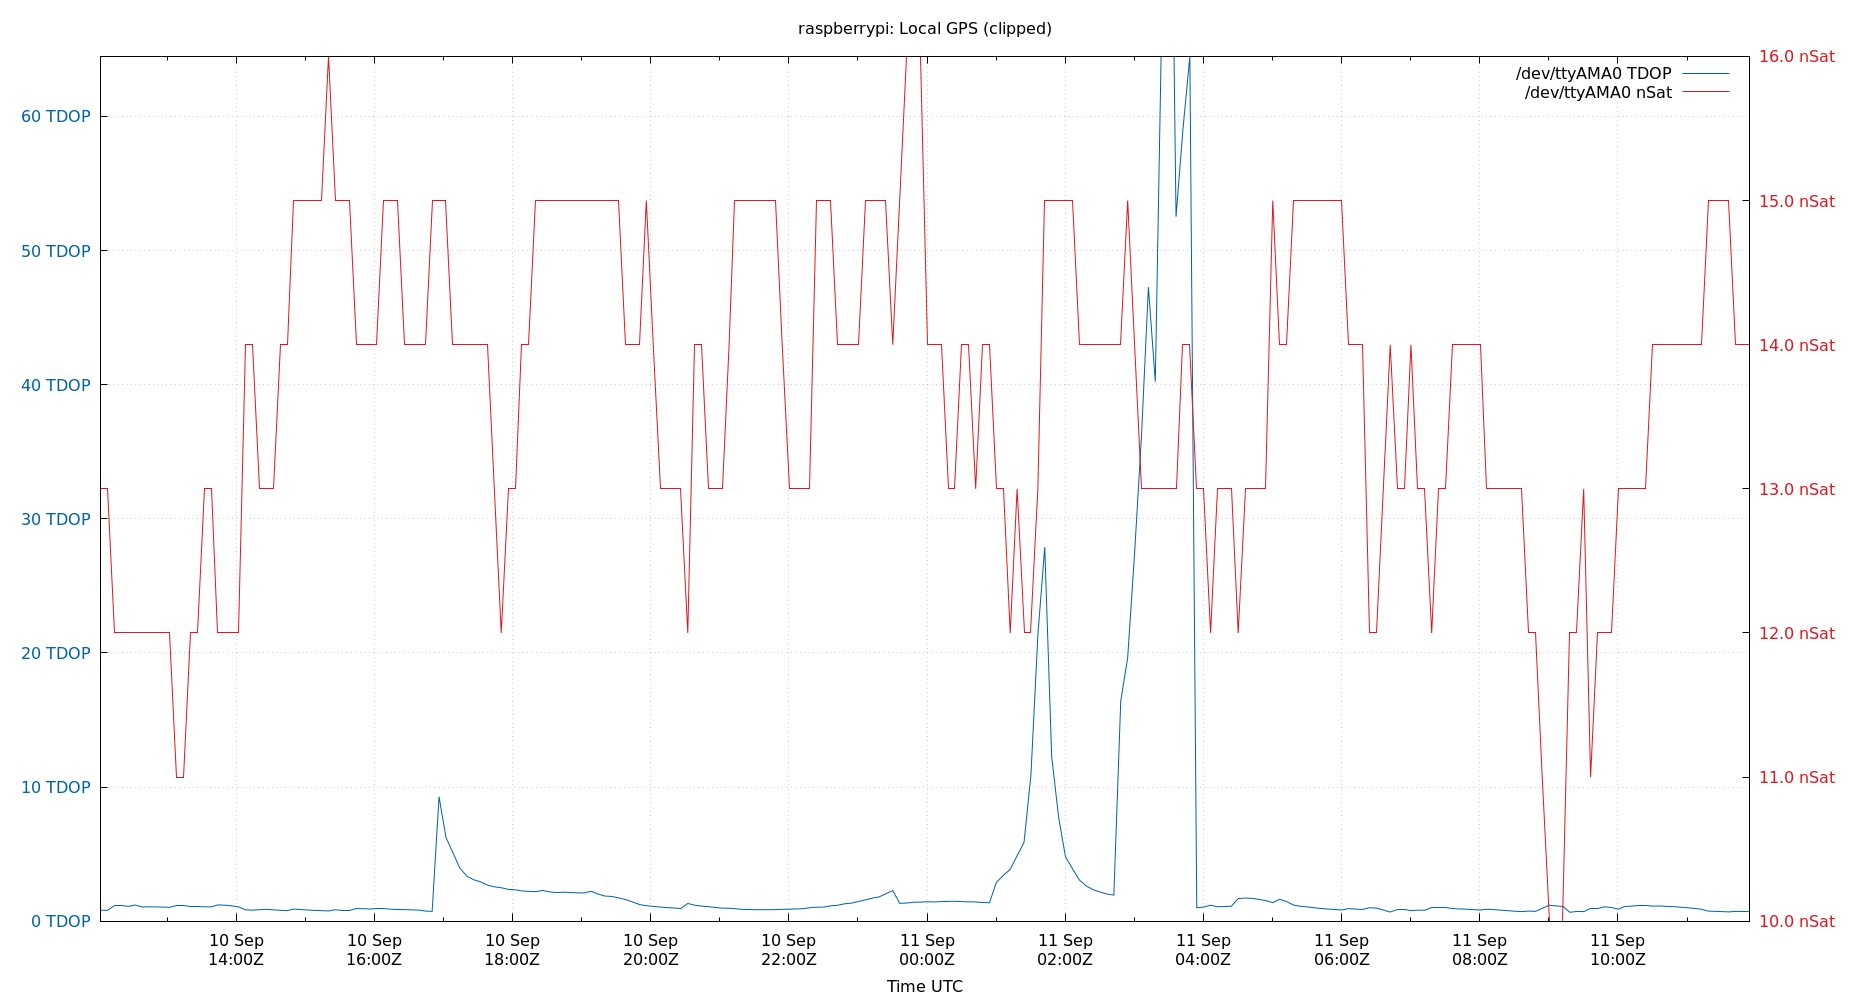 raspberrypi: Local GPS (clipped)
/dev/ttyAMA0 TDOP
/dev/ttyAMA0 nSat
60 TDOP
50 TDOP
40 TDOP
30 TDOP
20 TDOP
10 TDOP
0 TDOP
16.0 nSat
15.0 nSat
14.0 nSat
13.0 nSat
12.0 nSat
11.0 nSat
10.0 nSat
10 Sep
14:00Z
10 Sep
16:00Z
10 Sep
18:00Z
10 Sep
20:00Z
10 Sep
22:00Z
11 Sep
00:00Z
11 Sep
02:00Z
11 Sep
04:00Z
11 Sep
06:00Z
11 Sep
08:00Z
11 Sep
10:00Z
Time UTC